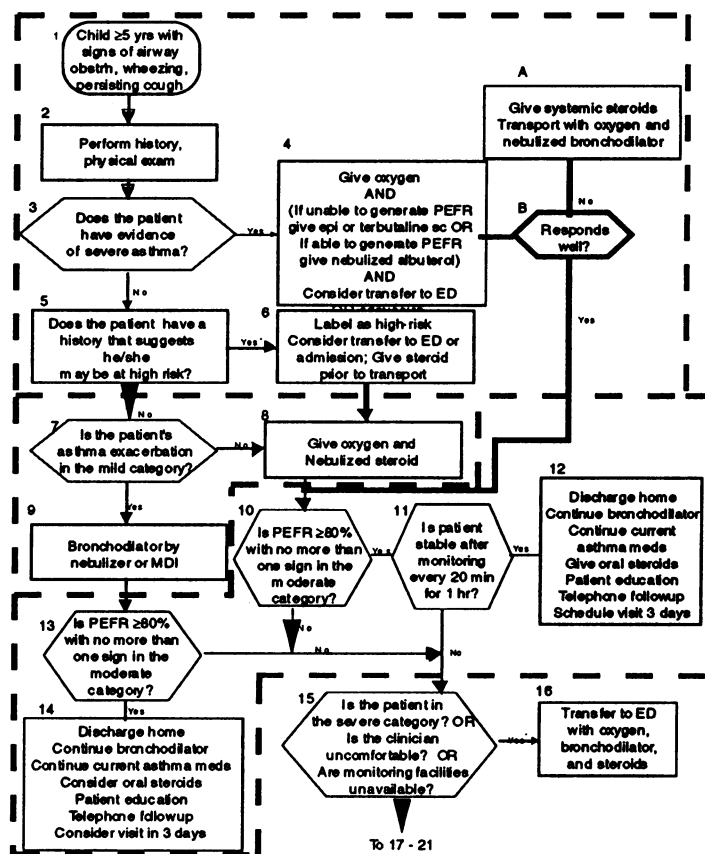 1
Child ≥5 yrs with
signs of airway
obstrh, wheezing,
persisting cough
2
Perform history,
physical exam
3
Does the patient
have evidence
of severe asthma?
Yes
No
4
Give oxygen
AND
(If unable to generate PEFR
give epi or terbutaline sc OR
If able to generate PEFR
give nebulized albuterol)
AND
Consider transfer to ED
A
Give systemic steroids
Transport with oxygen and
nebulized bronchodilator
No
B
Responds
well?
Yes
5
Does the patient have a
history that suggests
he/she
may be at high risk?
Yes
No
6
Label as high-risk
Consider transfer to ED or
admission; Give steroid
prior to transport
7
Is the patient's
asthma exacerbation
in the mild category?
No
Yes
8
Give oxygen and
Nebulized steroid
9
Bronchodilator by
nebulizer or MDI
10
Is PEFR ≥80%
with no more than
one sign in the
moderate
category?
Yes
No
11
Is patient
stable after
monitoring
every 20 min
for 1 hr?
Yes
No
12
Discharge home
Continue bronchodilator
Continue current
asthma meds
Give oral steroids
Patient education
Telephone followup
Schedule visit 3 days
13
Is PEFR ≥80%
with no more than
one sign in the
moderate
category?
No
Yes
14
Discharge home
Continue bronchodilator
Continue current asthma meds
Consider oral steroids
Patient education
Telephone followup
Consider visit in 3 days
15
Is the patient in
the severe category? OR
Is the clinician
uncomfortable? OR
Are monitoring facilities
unavailable?
Yes
16
Transfer to ED
with oxygen,
bronchodilator,
and steroids
To 17 - 21